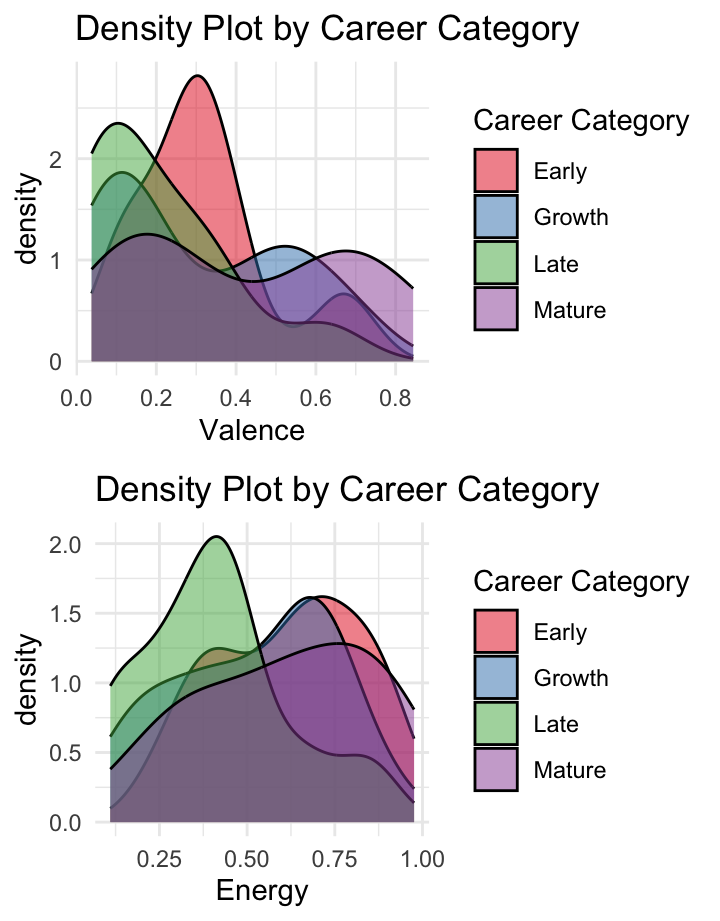 Density Plot by Career Category
density
2
1
0
0.0 0.2 0.4 0.6 0.8
Valence
Career Category
Early
Growth
Late
Mature
Density Plot by Career Category
density
2.0
1.5
1.0
0.5
0.0
0.25 0.50 0.75 1.00
Energy
Career Category
Early
Growth
Late
Mature